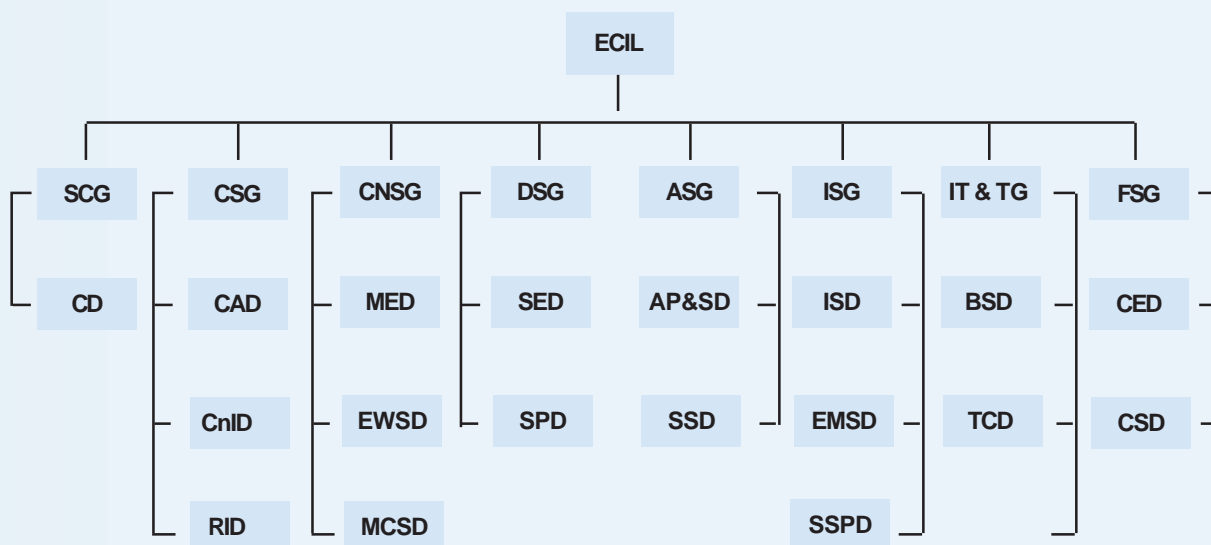 ECIL
SCG CSG CNSG DSG ASG ISG IT & TG FSG
CD CAD MED SED AP&SD ISD BSD CED
CnID EWSD SPD SSD EMSD TCD CSD
RID MCSD SSPD